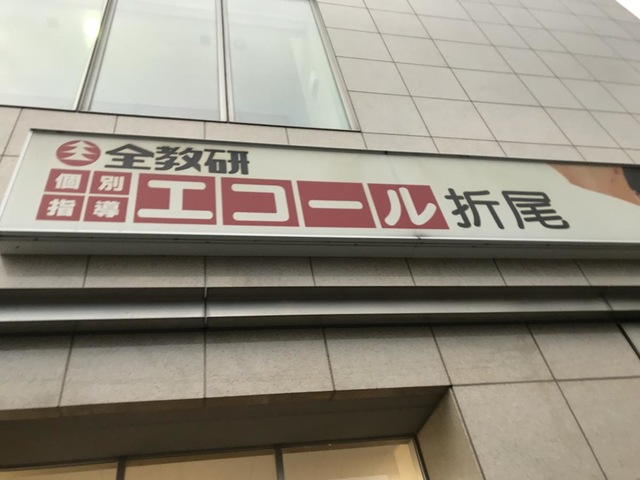 全教研
個別指導 エコール 折尾